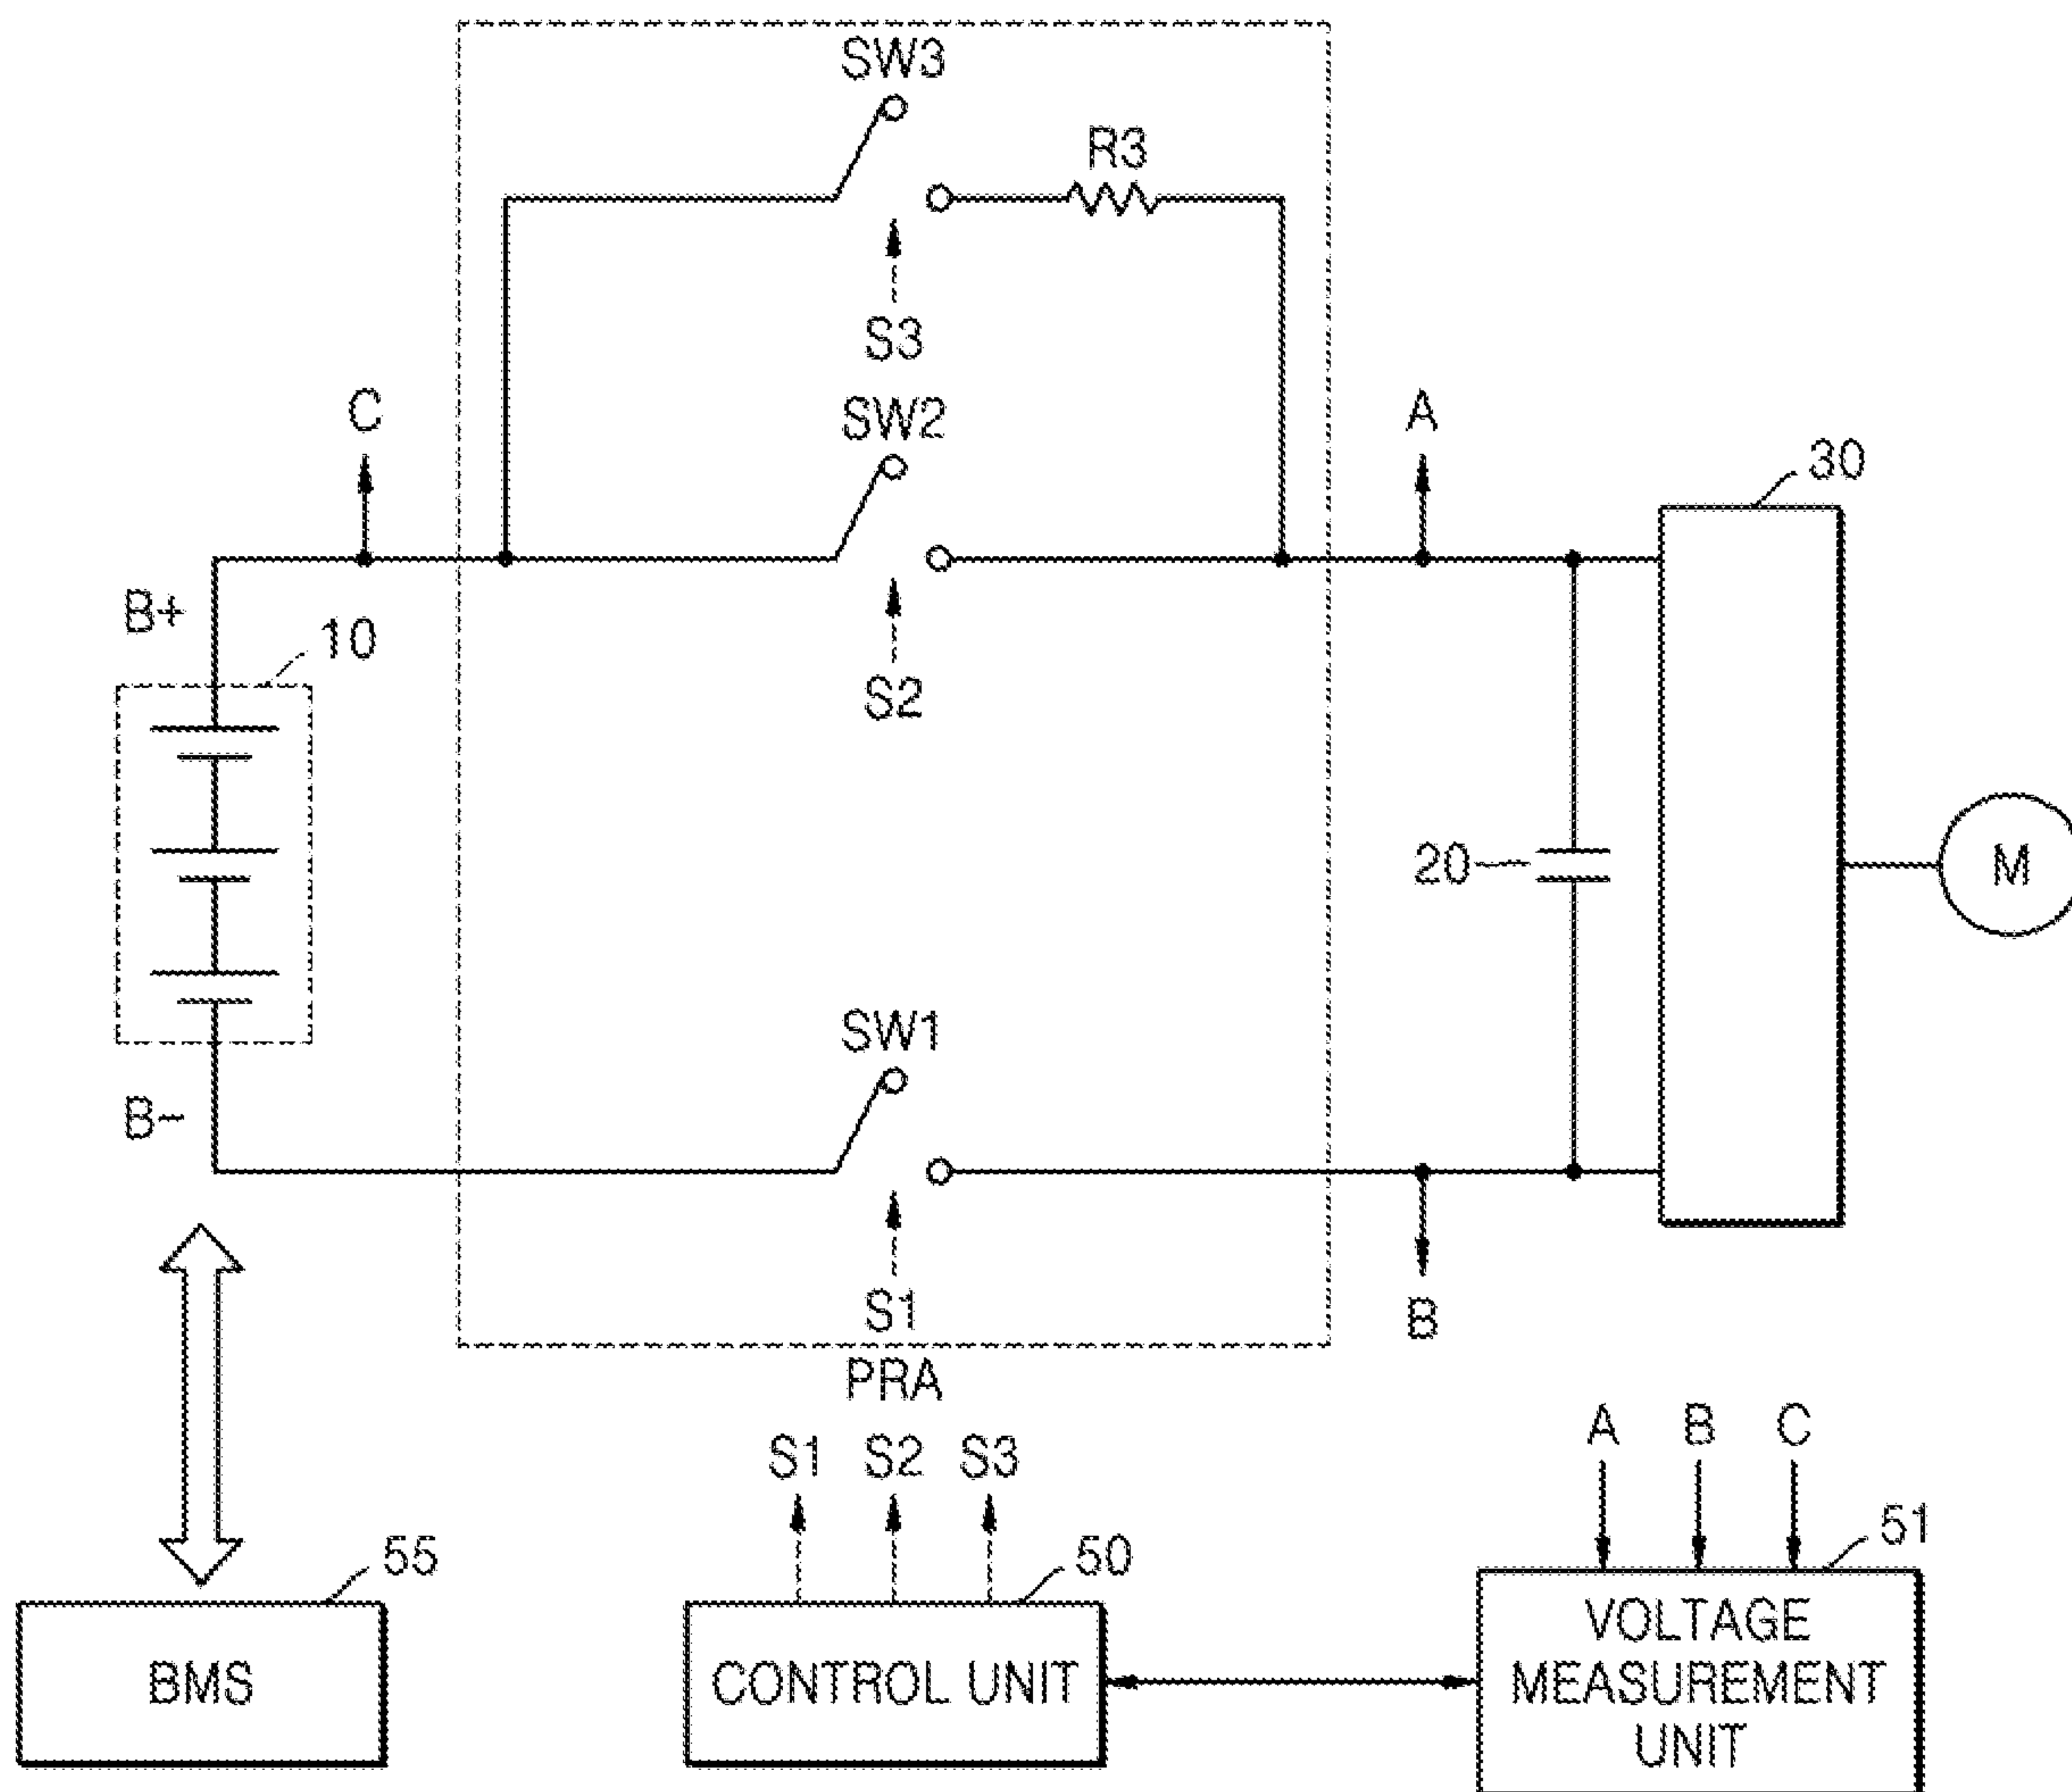 SW3
R3
S3
C
SW2
A
30
B+
10
S2
20
M
SW1
B-
S1
B
PRA
S1 S2 S3
A B C
55
50
51
BMS
CONTROL UNIT
VOLTAGE
MEASUREMENT
UNIT